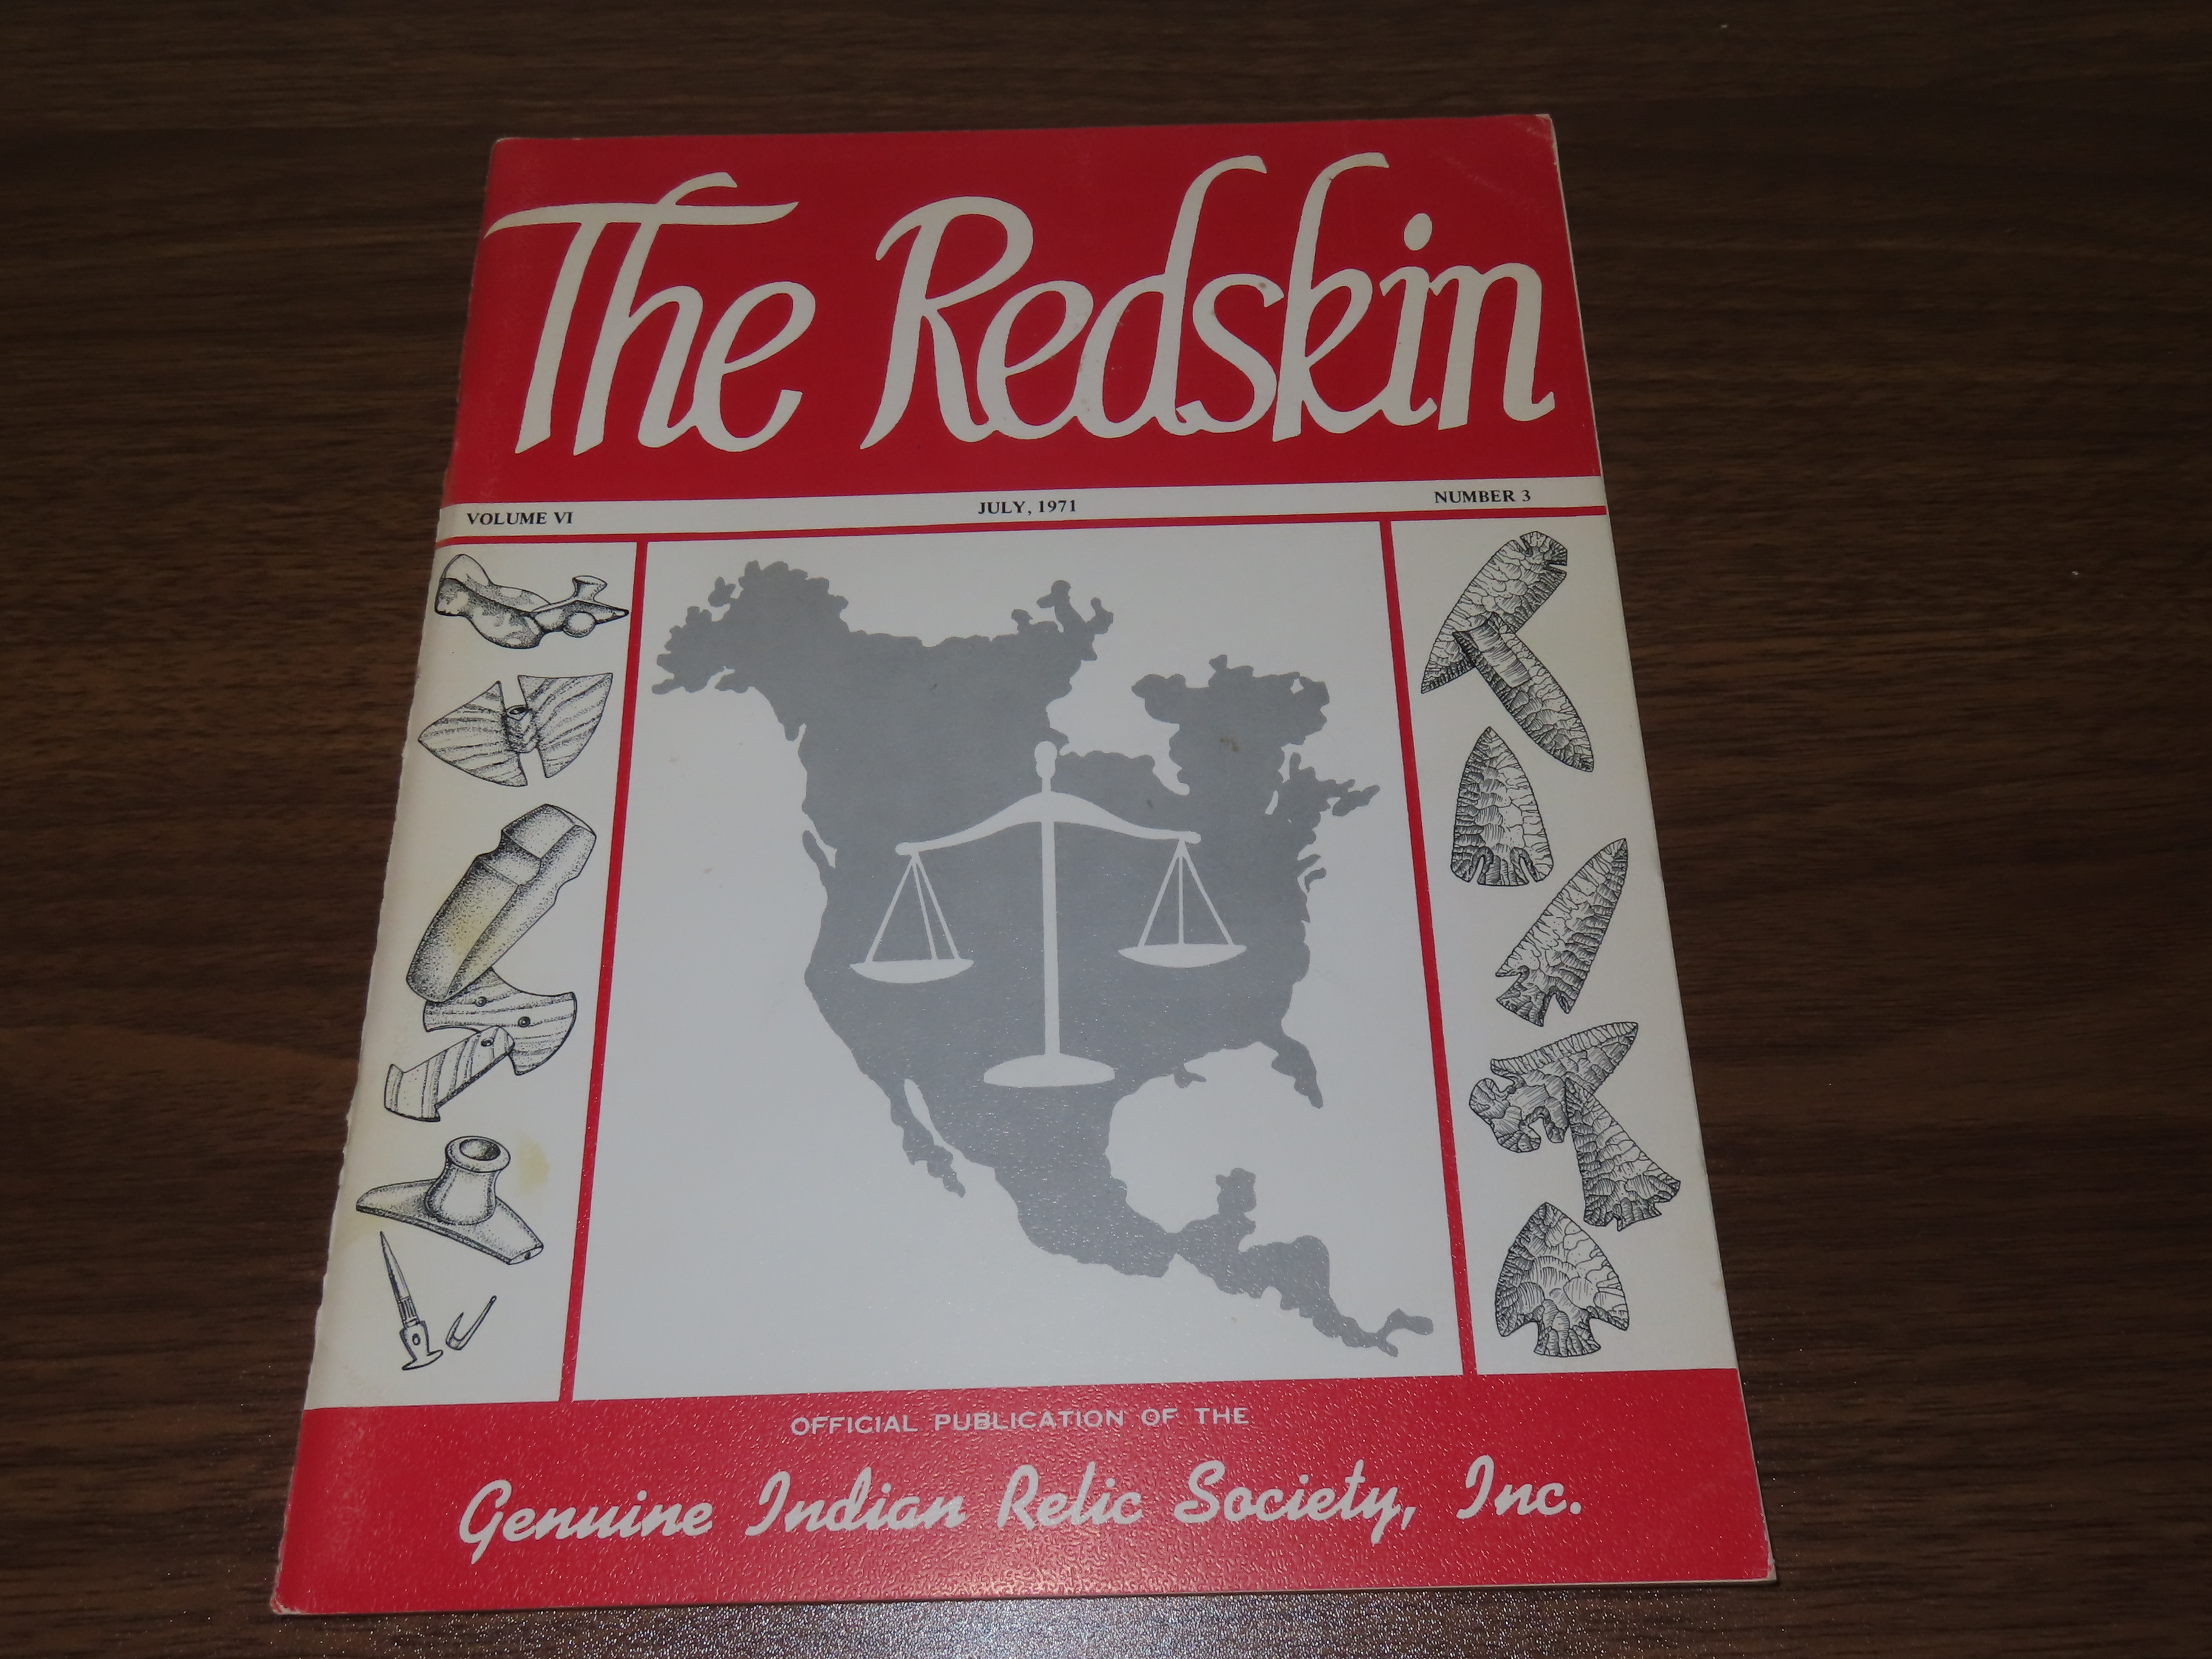 The Redskin
VOLUME VI JULY, 1971 NUMBER 3
OFFICIAL PUBLICATION OF THE
Genuine Indian Relic Society, Inc.